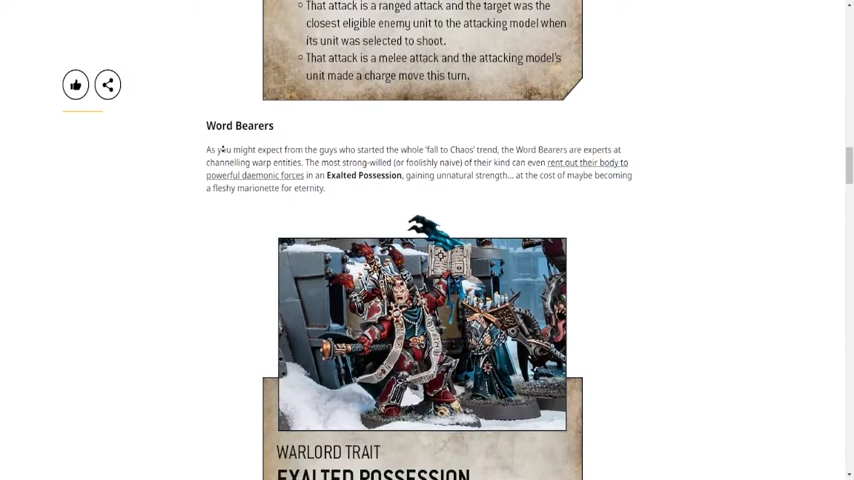 That attack is a ranged attack and the target was the
closest eligible enemy unit to the attacking model when
its unit was selected to shoot.
That attack is a melee attack and the attacking model's
unit made a charge move this turn.
Word Bearers
As you might expect from the guys who started the whole 'fall to Chaos' trend, the Word Bearers are experts at
channelling warp entities. The most strong-willed (or foolishly naive) of their kind can even rent out their body to
powerful daemonic forces in an Exalted Possession, gaining unnatural strength... at the cost of maybe becoming
a fleshy marionette for eternity.
WARLORD TRAIT
EXALTED POSSESSION